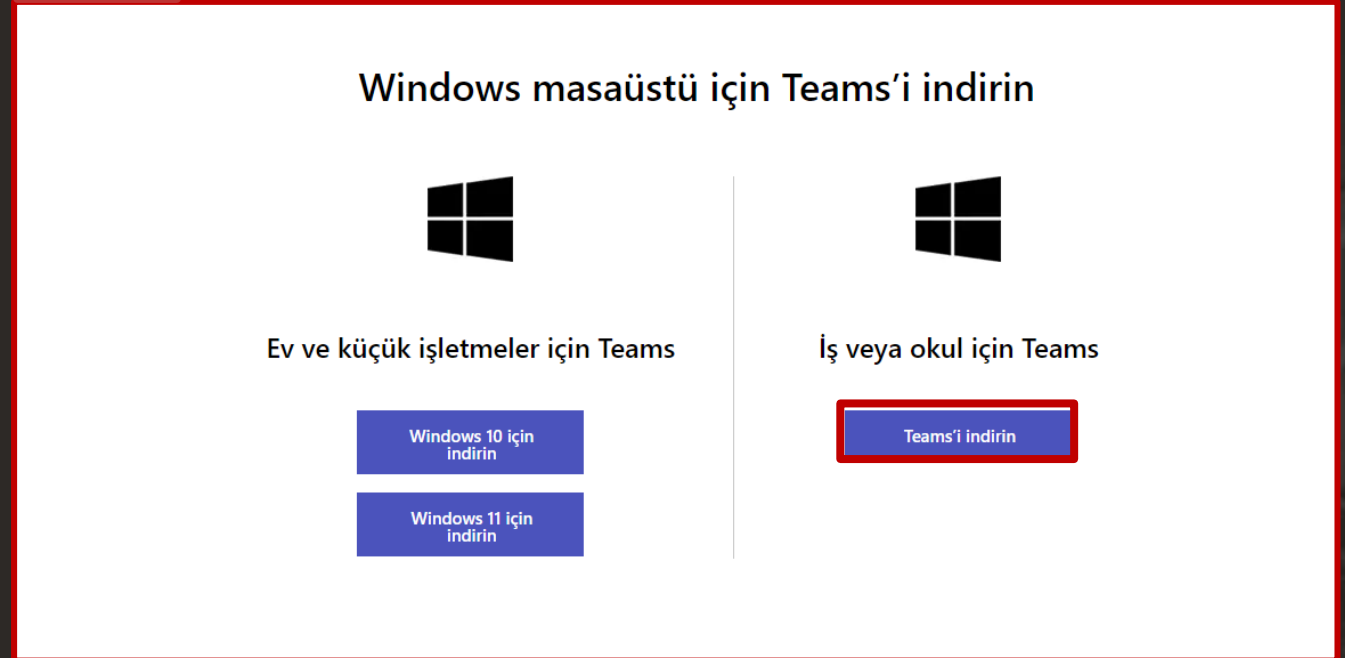 Windows masaüstü için Teams’i indirin
Ev ve küçük işletmeler için Teams
Windows 10 için
indirin
Windows 11 için
indirin
İş veya okul için Teams
Teams’i indirin